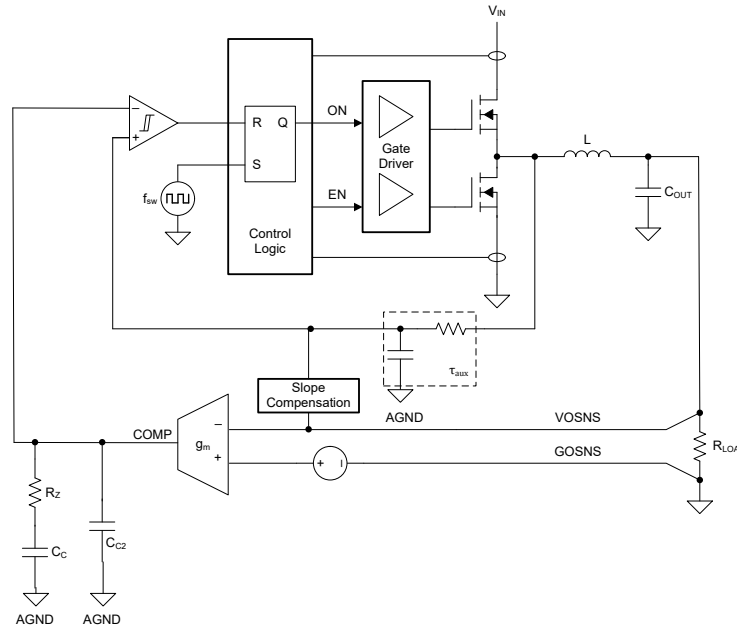 VIN
R
Q
ON
S
fsw
EN
Gate
Driver
Control
Logic
L
COUT
τaux
AGND
Slope
Compensation
VOSNS
COMP
gm
GOSNS
RLOA
RZ
CC
CC2
AGND
AGND